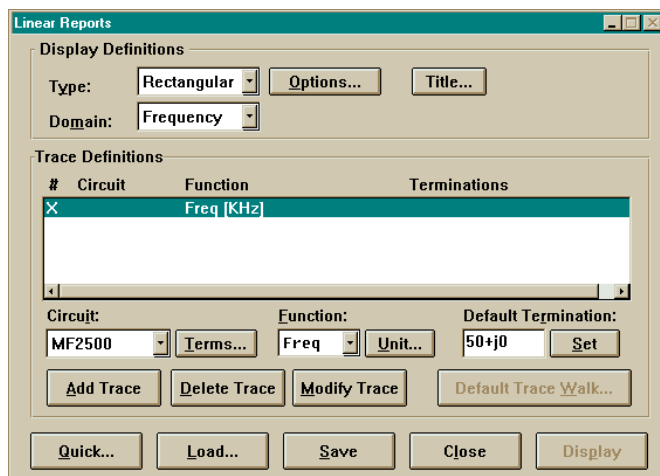 Linear Reports
Display Definitions
Type: Rectangular Options... Title...
Domain: Frequency
Trace Definitions
# Circuit Function Terminations
X Freq [KHz]
Circuit: Function: Default Termination:
MF2500 Terms... Freq Unit... 50+j0 Set
Add Trace Delete Trace Modify Trace Default Trace Walk...
Quick... Load... Save Close Display